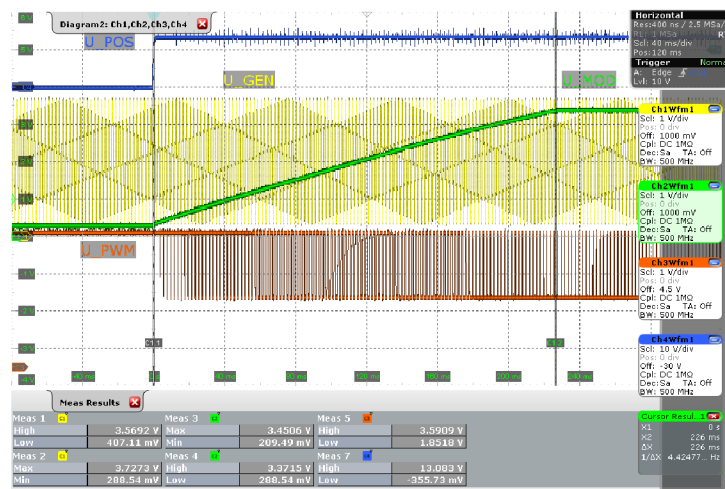 Diagram2: Ch1,Ch2,Ch3,Ch4
U_POS
U_GEN
U_MOD
U_PWM
Horizontal
Res:400 ns / 2.5 MSa/
RL: 1 MSa RT
Scl: 40 ms/div
Pos:120 ms
Trigger Norma
A: Edge
Lvl: 10 V
Ch1Wfm1
Scl: 1 V/div
Pos: 0 div
Off: 1000 mV
Cpl: DC 1MΩ
Dec:Sa TA: Off
BW: 500 MHz
Ch2Wfm1
Scl: 1 V/div
Pos: 0 div
Off: 1000 mV
Cpl: DC 1MΩ
Dec:Sa TA: Off
BW: 500 MHz
Ch3Wfm1
Scl: 1 V/div
Pos: 0 div
Off: 4.5 V
Cpl: DC 1MΩ
Dec:Sa TA: Off
BW: 500 MHz
Ch4Wfm1
Scl: 10 V/div
Pos: 0 div
Off: -30 V
Cpl: DC 1MΩ
Dec:Sa TA: Off
BW: 500 MHz
Meas Results
Meas 1 Meas 3 Meas 5
High 3.5692 V Max 3.4506 V High 3.5909 V
Low 407.11 mV Min 209.49 mV Low 1.8518 V
Meas 2 Meas 4 Meas 7
Max 3.7273 V High 3.3715 V High 13.083 V
Min 288.54 mV Low 288.54 mV Low -355.73 mV
Cursor Resul...1
X1 0 s
X2 226 ms
ΔX 226 ms
1/ΔX 4.42477... Hz